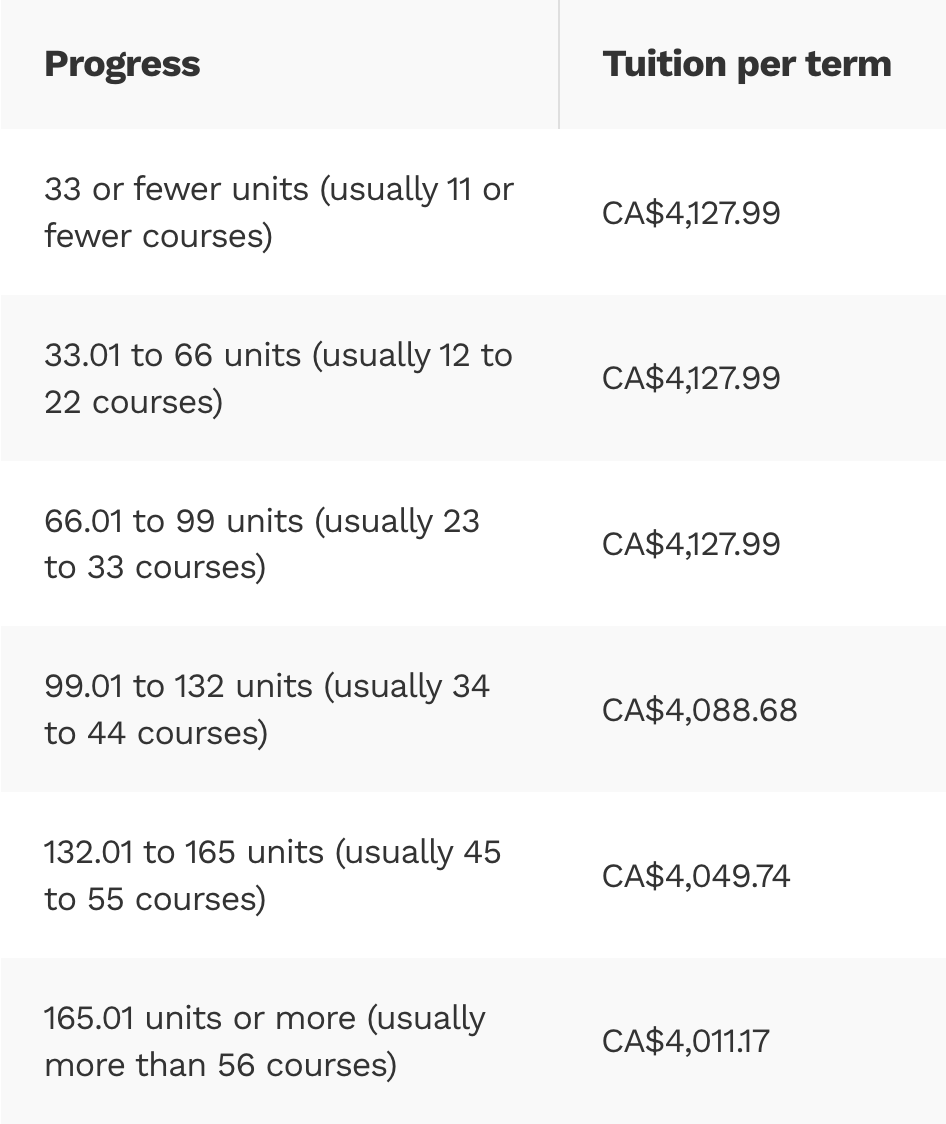 Progress
Tuition per term
33 or fewer units (usually 11 or
fewer courses)
CA$4,127.99
33.01 to 66 units (usually 12 to
22 courses)
CA$4,127.99
66.01 to 99 units (usually 23
to 33 courses)
CA$4,127.99
99.01 to 132 units (usually 34
to 44 courses)
CA$4,088.68
132.01 to 165 units (usually 45
to 55 courses)
CA$4,049.74
165.01 units or more (usually
more than 56 courses)
CA$4,011.17